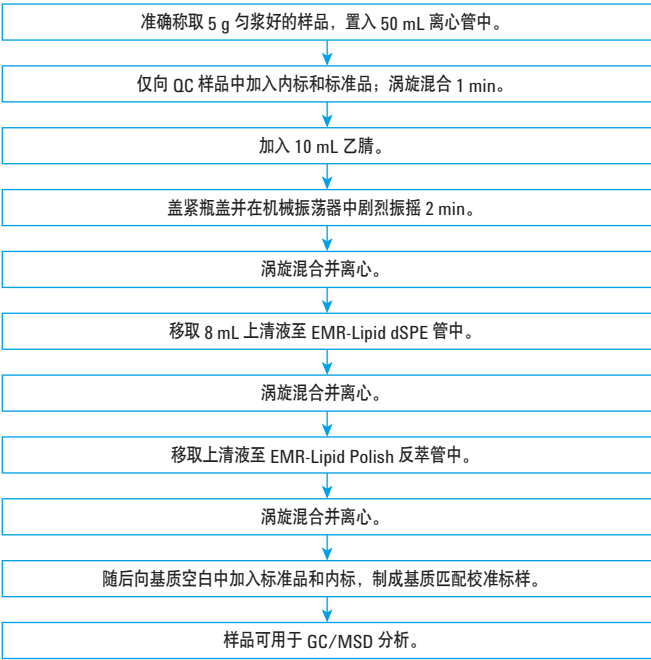 准确称取 5 g 匀浆好的样品，置入 50 mL 离心管中。
仅向 QC 样品中加入内标和标准品；涡旋混合 1 min。
加入 10 mL 乙腈。
盖紧瓶盖并在机械振荡器中剧烈振摇 2 min。
涡旋混合并离心。
移取 8 mL 上清液至 EMR-Lipid dSPE 管中。
涡旋混合并离心。
移取上清液至 EMR-Lipid Polish 反萃管中。
涡旋混合并离心。
随后向基质空白中加入标准品和内标，制成基质匹配校准标样。
样品可用于 GC/MSD 分析。